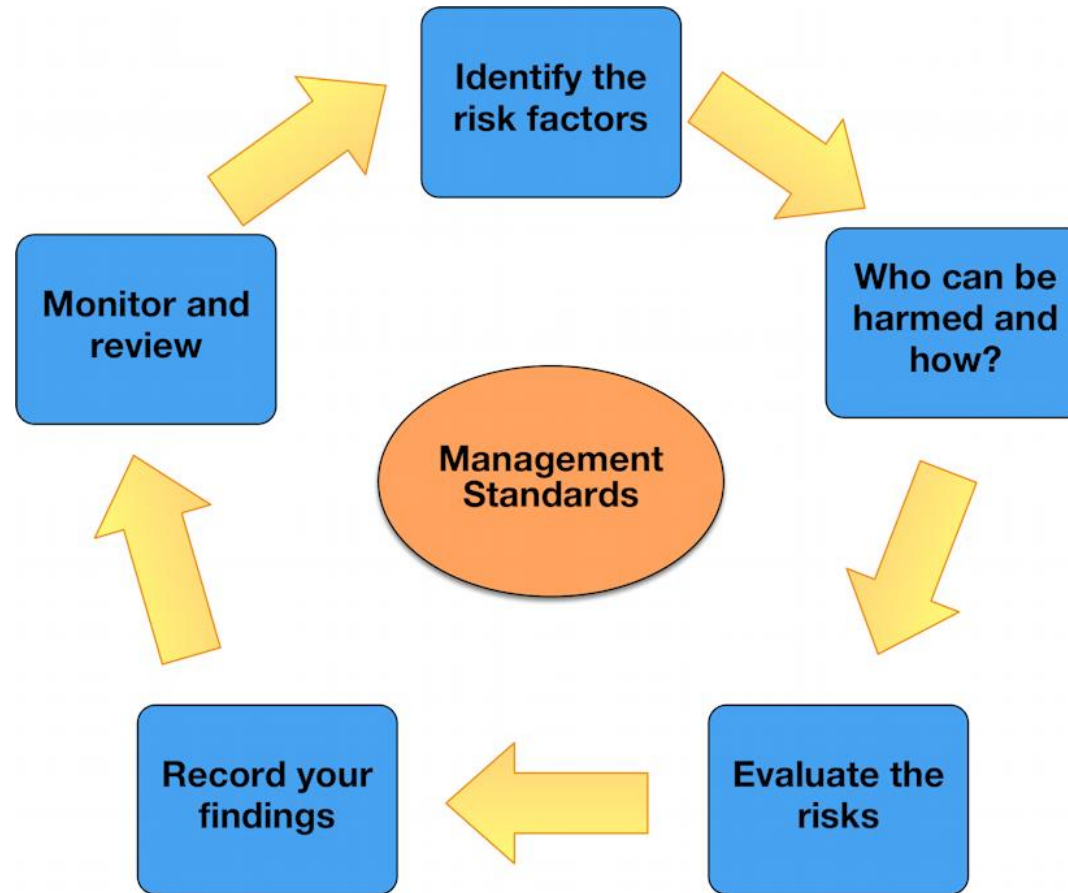 Identify the
risk factors
Who can be
harmed and
how?
Evaluate the
risks
Record your
findings
Monitor and
review
Management
Standards